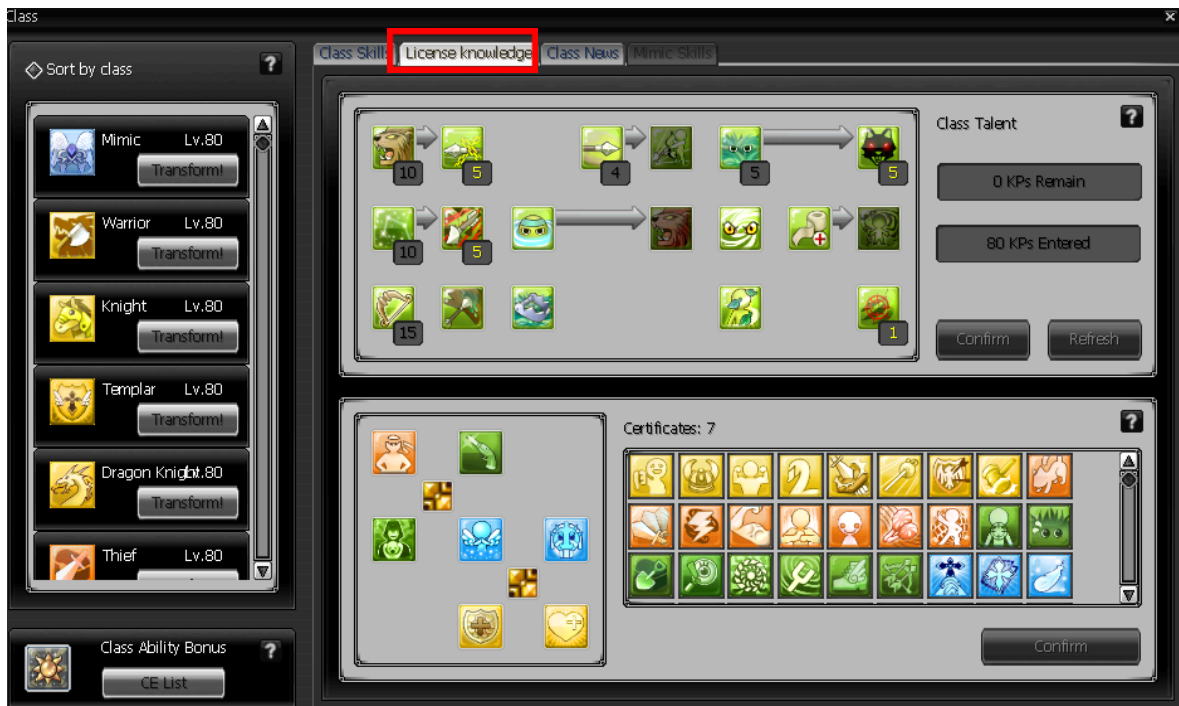 Class
Sort by class
?
Mimic Lv.80
Transform!
Warrior Lv.80
Transform!
Knight Lv.80
Transform!
Templar Lv.80
Transform!
Dragon Knight Lv.80
Transform!
Thief Lv.80
Class Ability Bonus ?
CE List
Class Skills License knowledge Class News Mimic Skills
10 5 4 5 5
10 5
15 1
Class Talent ?
0 KPs Remain
80 KPs Entered
Confirm Refresh
Certificates: 7 ?
Confirm